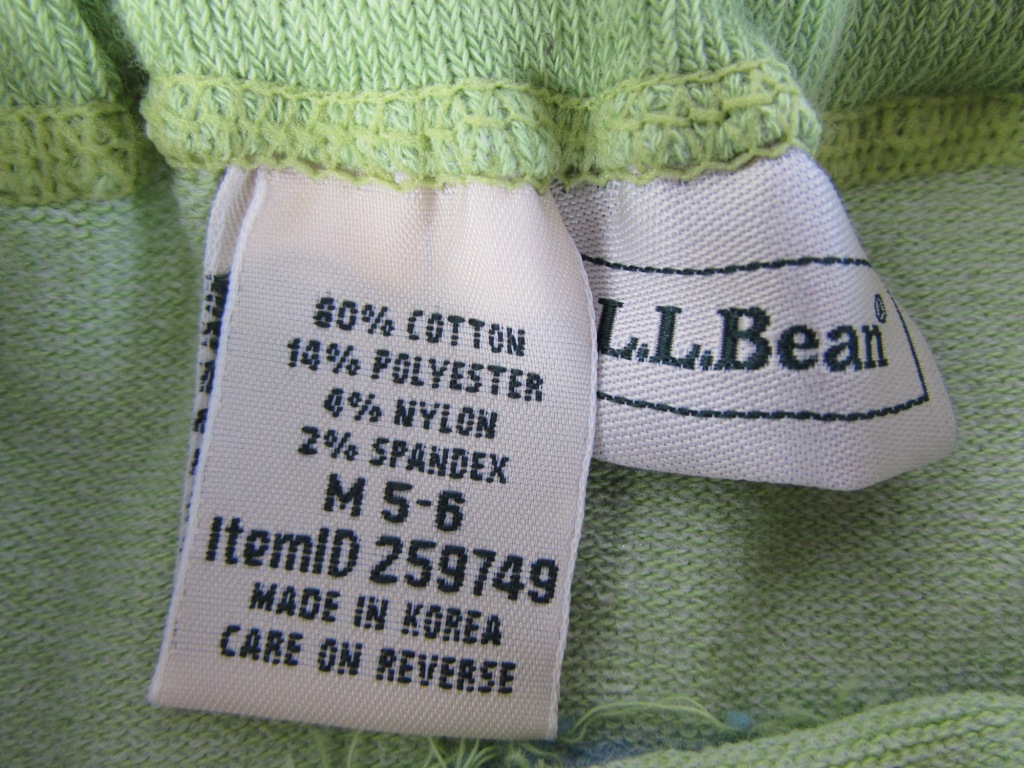 80% COTTON
14% POLYESTER
4% NYLON
2% SPANDEX
M 5-6
ItemID 259749
MADE IN KOREA
CARE ON REVERSE
L.L.Bean®